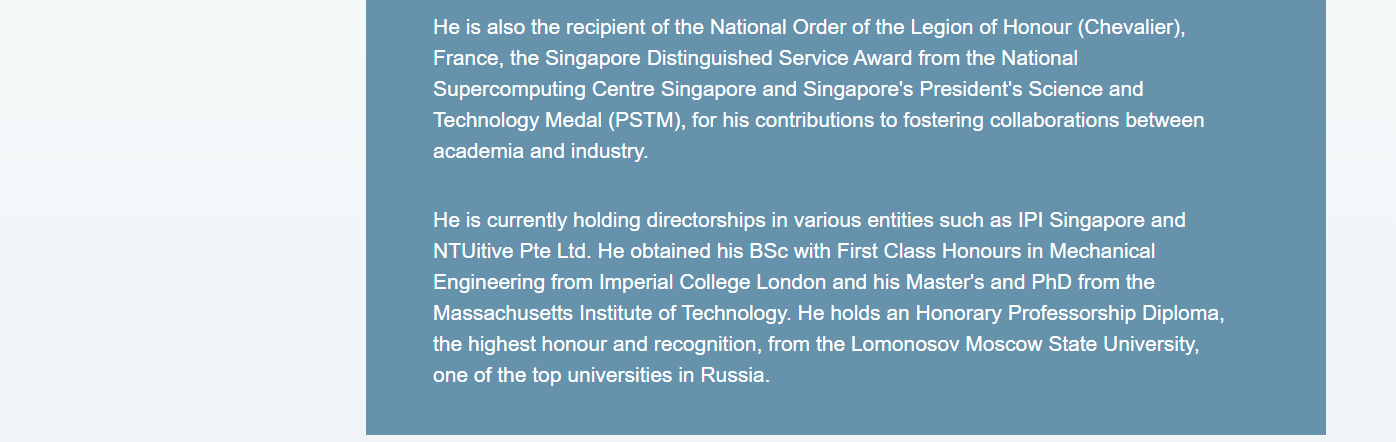 He is also the recipient of the National Order of the Legion of Honour (Chevalier),
France, the Singapore Distinguished Service Award from the National
Supercomputing Centre Singapore and Singapore's President's Science and
Technology Medal (PSTM), for his contributions to fostering collaborations between
academia and industry.
He is currently holding directorships in various entities such as IPI Singapore and
NTUitive Pte Ltd. He obtained his BSc with First Class Honours in Mechanical
Engineering from Imperial College London and his Master's and PhD from the
Massachusetts Institute of Technology. He holds an Honorary Professorship Diploma,
the highest honour and recognition, from the Lomonosov Moscow State University,
one of the top universities in Russia.